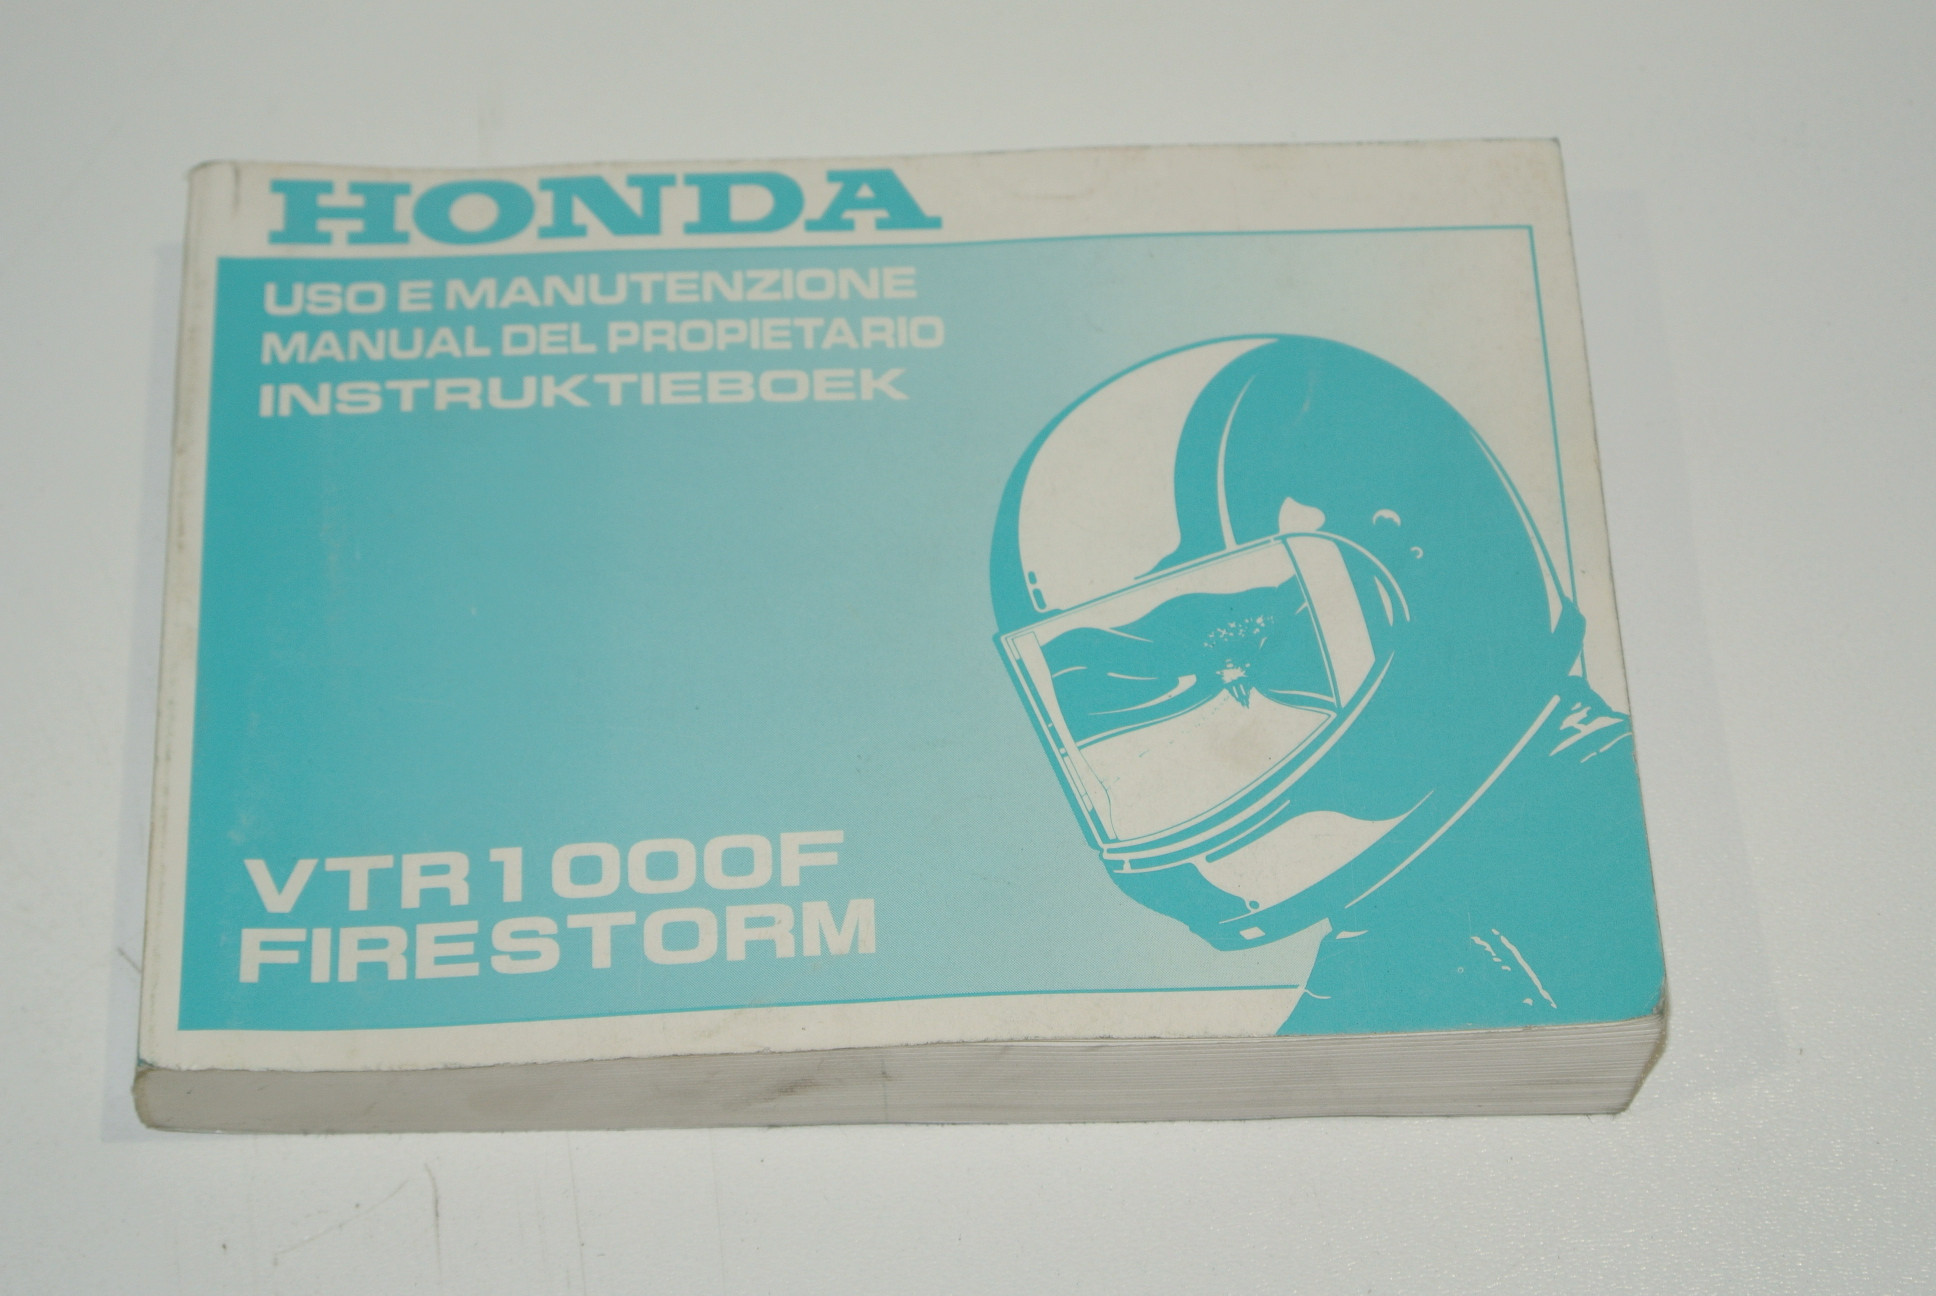 HONDA
USO E MANUTENZIONE
MANUAL DEL PROPIETARIO
INSTRUKTIEBOEK
VTR1000F
FIRESTORM